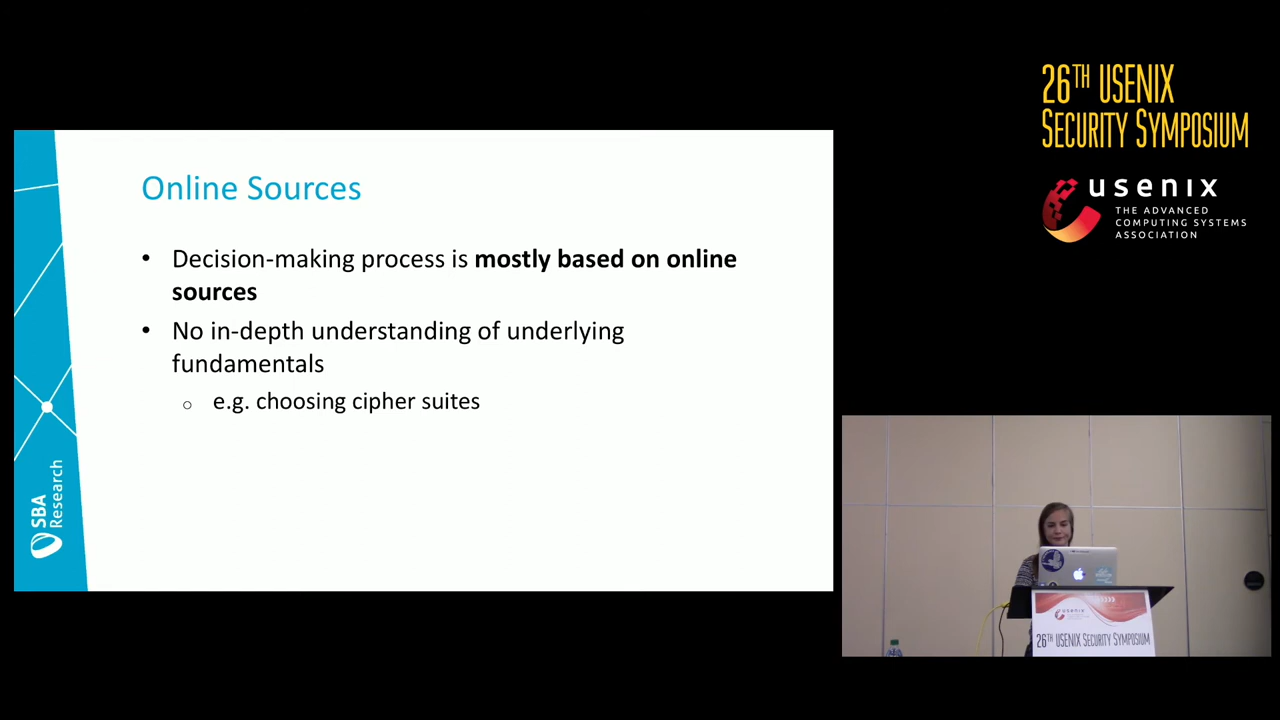 26TH USENIX
SECURITY SYMPOSIUM
usenix
THE ADVANCED
COMPUTING SYSTEMS
ASSOCIATION
Online Sources
• Decision-making process is mostly based on online
sources
• No in-depth understanding of underlying
fundamentals
o e.g. choosing cipher suites
SBA
Research
usenix
26TH USENIX SECURITY SYMPOSIUM